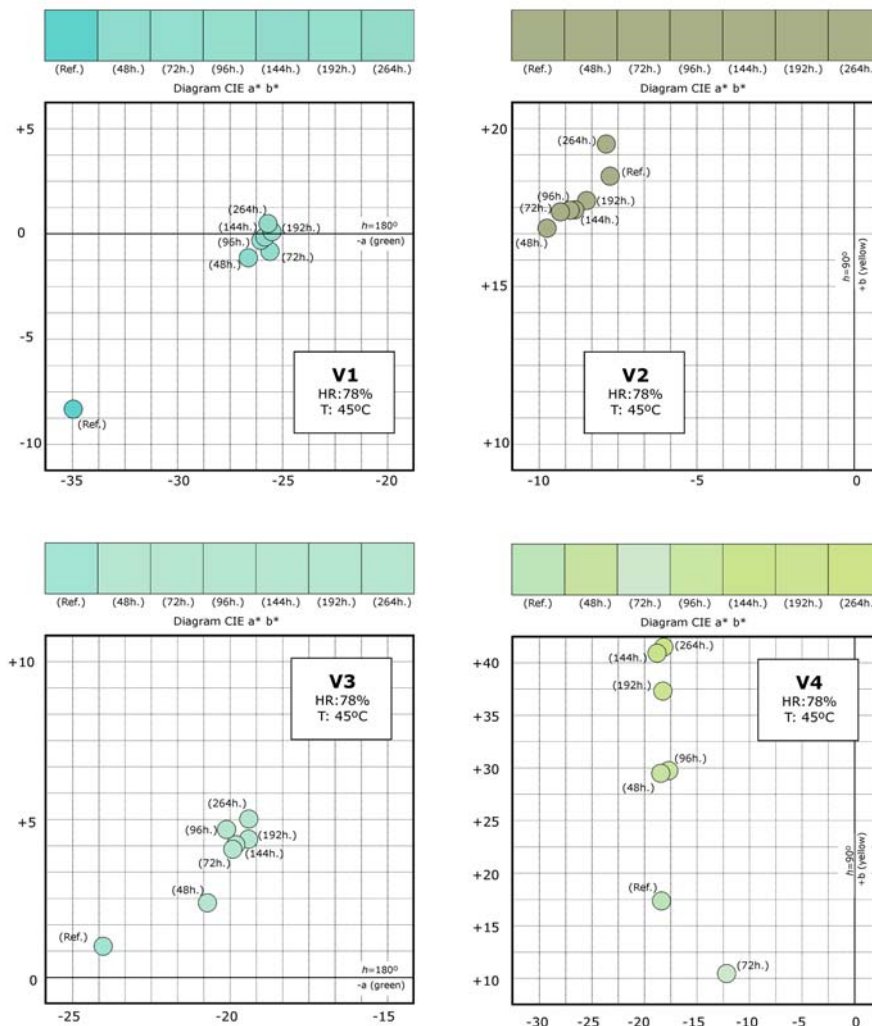 (Ref.) (48h.) (72h.) (96h.) (144h.) (192h.) (264h.)
Diagram CIE a* b*
+5
0
-5
-10
(264h.)
(144h.) (192h.)
(96h.)
(48h.) (72h.)
(Ref.)
h=180º
-a (green)
V1
HR:78%
T: 45ºC
-35 -30 -25 -20
(Ref.) (48h.) (72h.) (96h.) (144h.) (192h.) (264h.)
Diagram CIE a* b*
+20
+15
+10
(264h.)
(Ref.)
(96h.) (192h.)
(72h.) (144h.)
(48h.)
h=90º
+b (yellow)
V2
HR:78%
T: 45ºC
-10 -5 0
(Ref.) (48h.) (72h.) (96h.) (144h.) (192h.) (264h.)
Diagram CIE a* b*
+10
+5
0
V3
HR:78%
T: 45ºC
(264h.)
(96h.) (192h.)
(144h.)
(72h.)
(48h.)
(Ref.)
h=180º
-a (green)
-25 -20 -15
(Ref.) (48h.) (72h.) (96h.) (144h.) (192h.) (264h.)
Diagram CIE a* b*
+40
+35
+30
+25
+20
+15
+10
(264h.)
(144h.)
(192h.)
(96h.)
(48h.)
(Ref.)
(72h.)
V4
HR:78%
T: 45ºC
h=90º
+b (yellow)
-30 -25 -20 -15 -10 -5 0